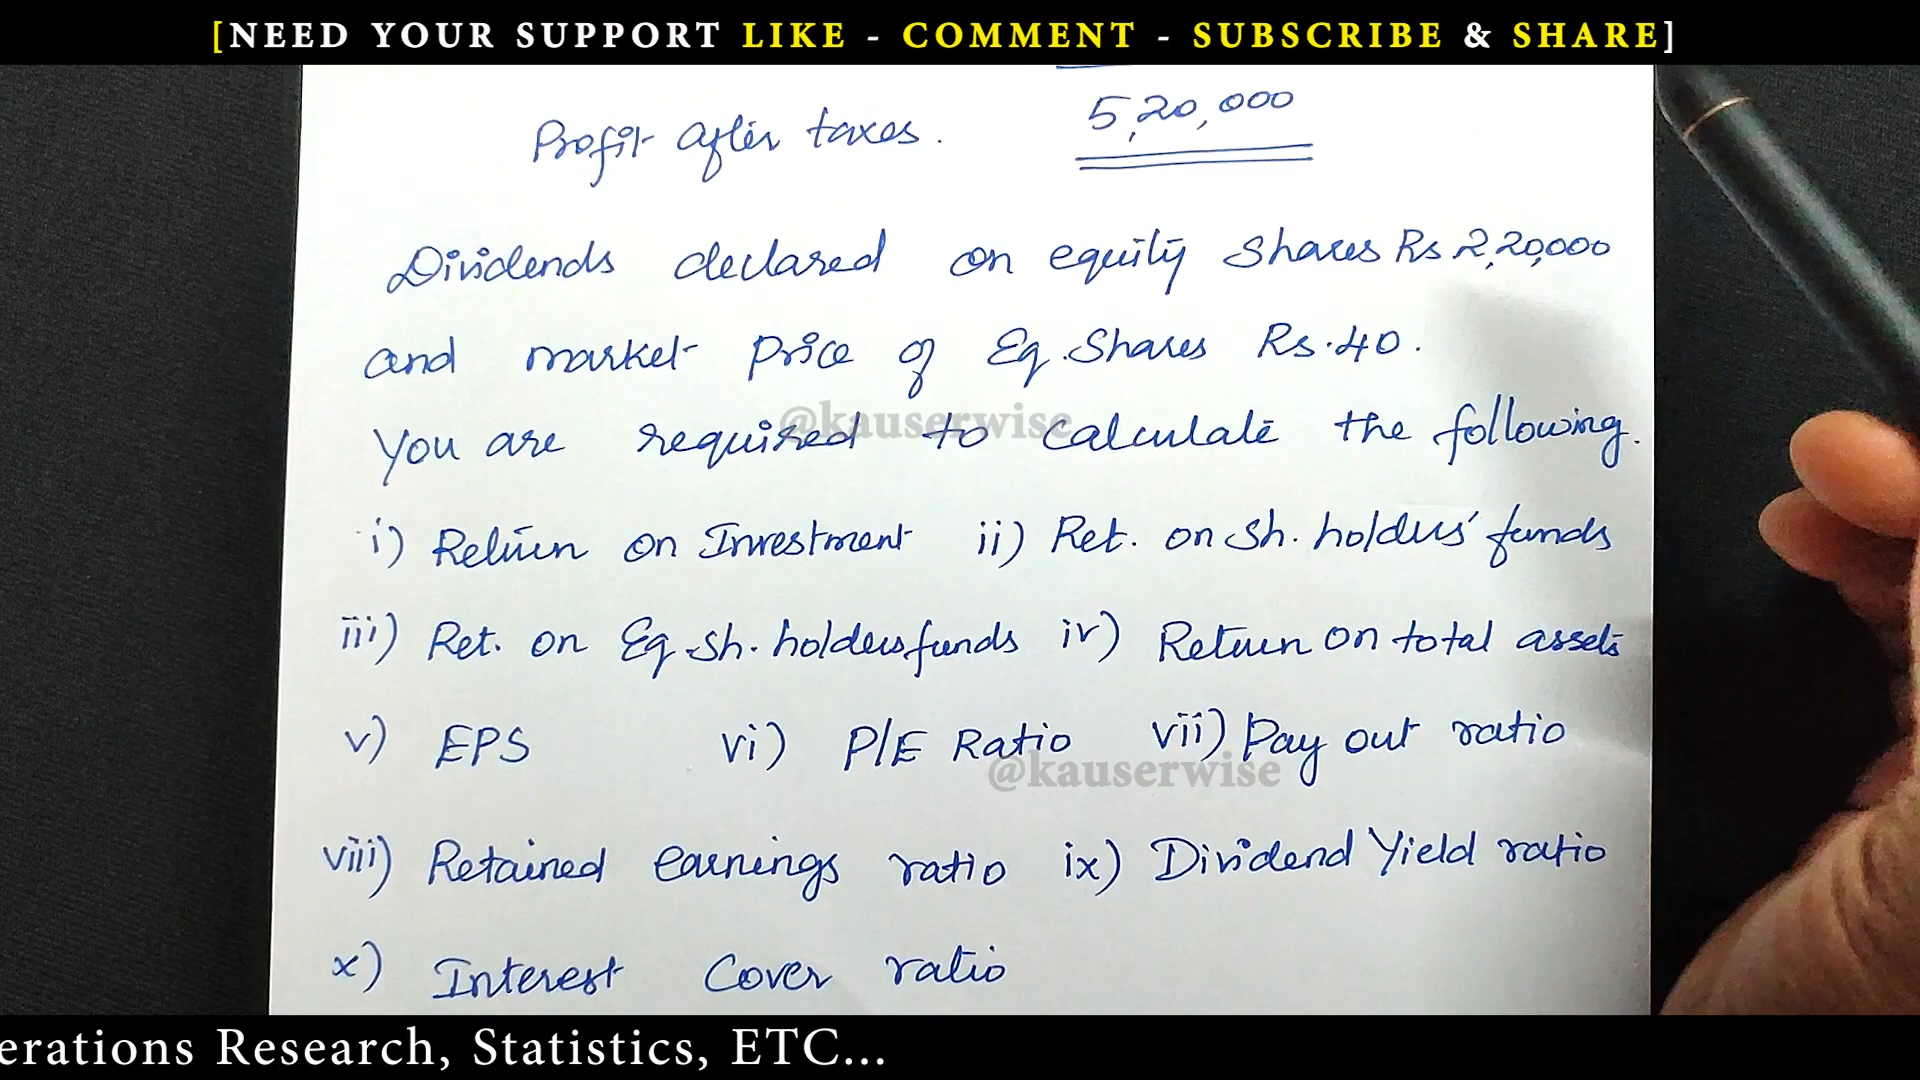 [NEED YOUR SUPPORT LIKE - COMMENT - SUBSCRIBE & SHARE]
Profit after taxes. 5,20,000
Dividends declared on equity shares Rs 2,20,000
and market price of Eq. Shares Rs. 40.
@kauserwise
You are required to calculate the following.
i) Return on Investment ii) Ret. on Sh. holders' funds
iii) Ret. on Eq. Sh. holders funds iv) Return on total assets
v) EPS vi) P/E Ratio vii) Pay out ratio
@kauserwise
viii) Retained earnings ratio ix) Dividend Yield ratio
x) Interest Cover ratio
erations Research, Statistics, ETC...